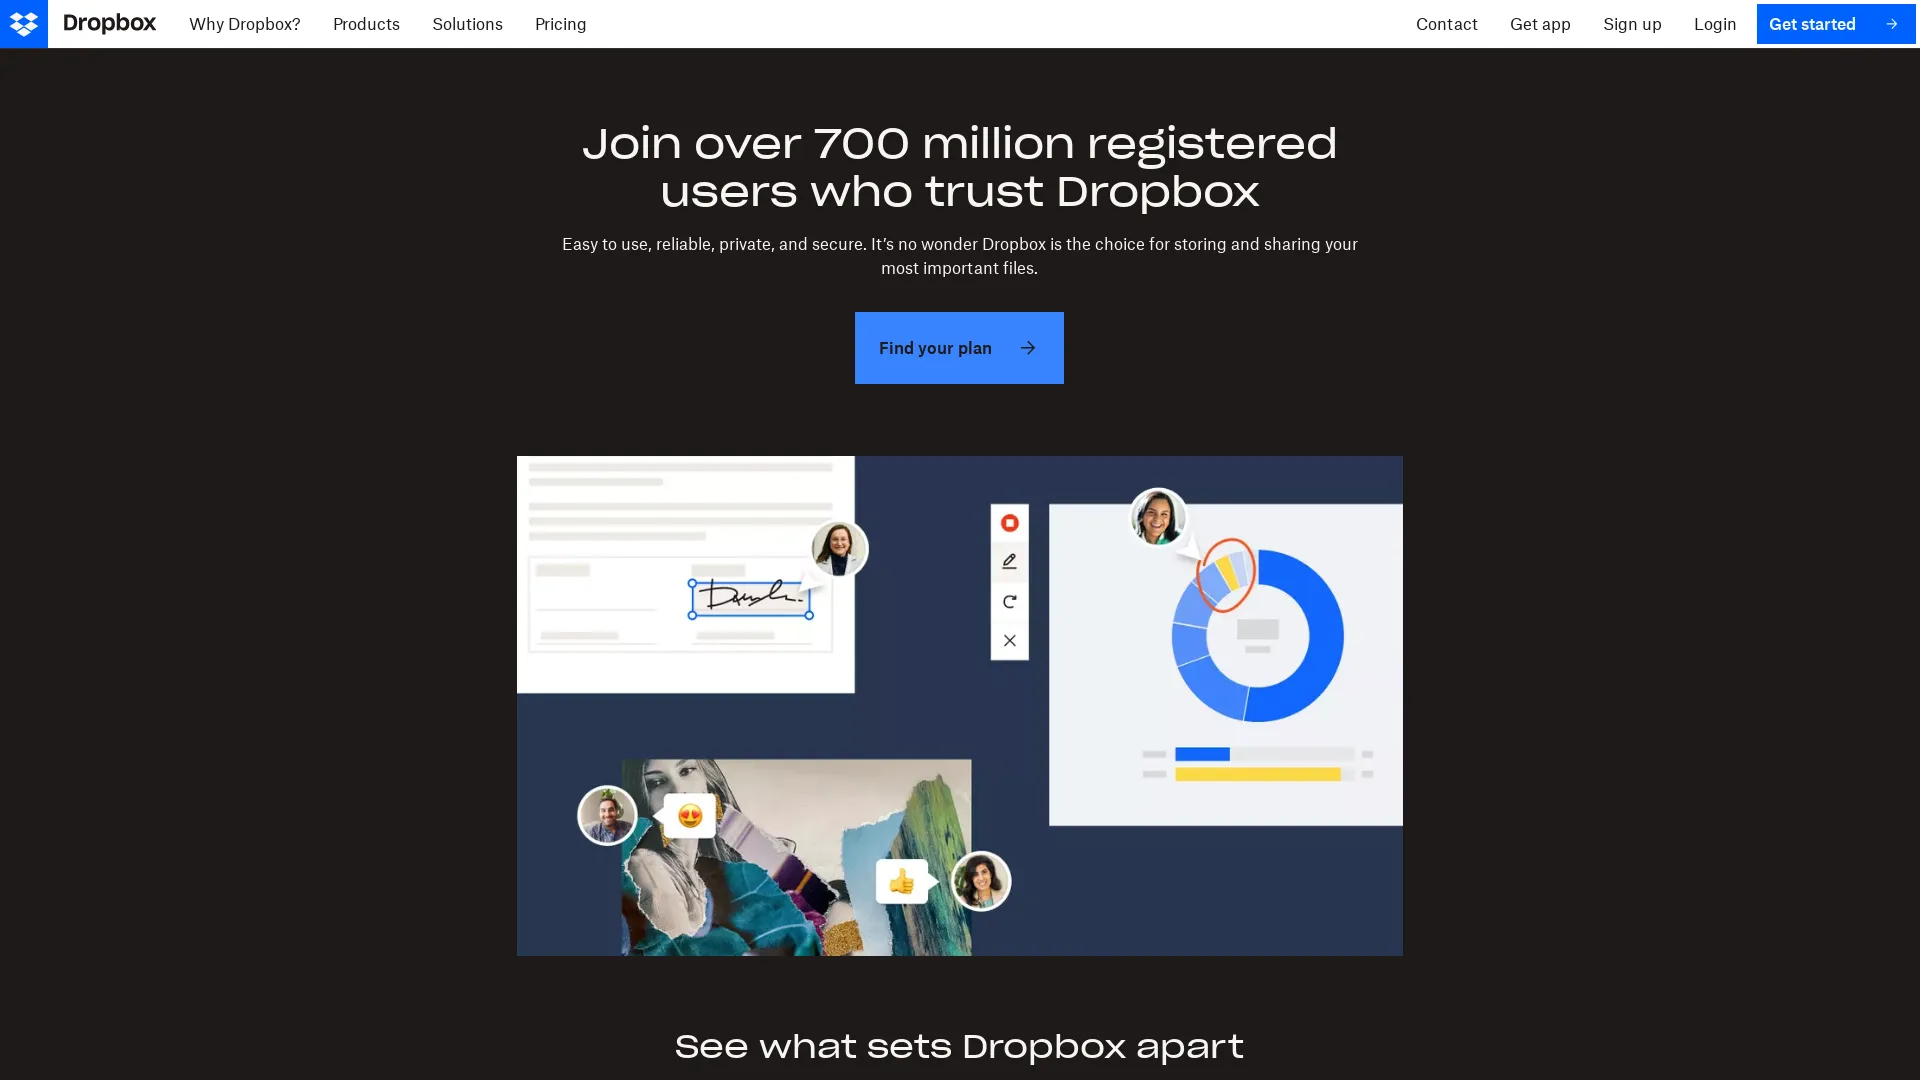 Dropbox
Why Dropbox?
Products
Solutions
Pricing
Contact
Get app
Sign up
Login
Get started
Join over 700 million registered
users who trust Dropbox
Easy to use, reliable, private, and secure. It’s no wonder Dropbox is the choice for storing and sharing your
most important files.
Find your plan
See what sets Dropbox apart